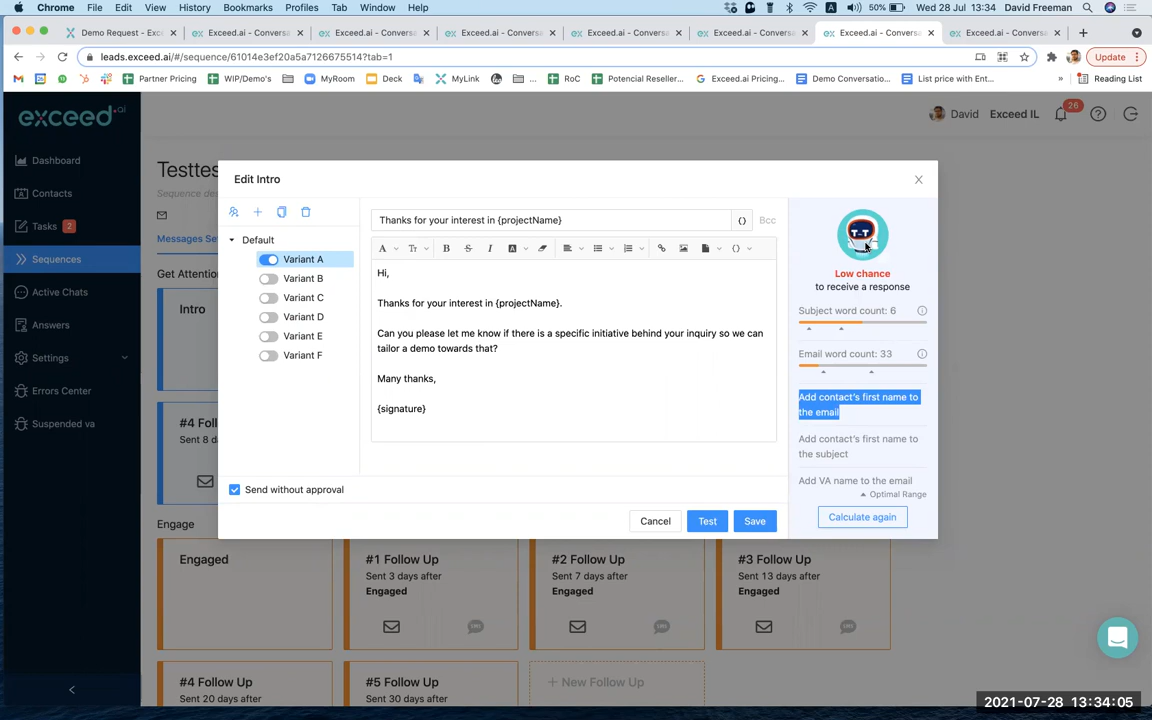 Chrome File Edit View History Bookmarks Profiles Tab Window Help 50% Wed 28 Jul 13:34 David Freeman
Demo Request - Exc Exceed.ai - Conversa Exceed.ai - Conversa Exceed.ai - Conversa Exceed.ai - Conversa Exceed.ai - Conversa Exceed.ai - Conversa Exceed.ai - Conversa
leads.exceed.ai/#/sequence/61014e3ef20a5a7126675514?tab=1 Update
Partner Pricing WIP/Demo's MyRoom Deck MyLink ... RoC Potencial Reseller... Exceed.ai Pricing... Demo Conversatio... List price with Ent... » Reading List
exceed.ai
David Exceed IL 26
Dashboard
Contacts
Tasks 2
Sequences
Active Chats
Answers
Settings
Errors Center
Suspended va
Testtes
Sequence des
Messages Se
Get Attentio
Intro
#4 Foll
Sent 8 d
Engage
Engaged
#1 Follow Up
Sent 3 days after
Engaged
SMS
#2 Follow Up
Sent 7 days after
Engaged
SMS
#3 Follow Up
Sent 13 days after
Engaged
SMS
#4 Follow Up
Sent 20 days after
#5 Follow Up
Sent 30 days after
+ New Follow Up
Edit Intro
Default
Variant A
Variant B
Variant C
Variant D
Variant E
Variant F
Thanks for your interest in {projectName} {} Bcc
Hi,
Thanks for your interest in {projectName}.
Can you please let me know if there is a specific initiative behind your inquiry so we can
tailor a demo towards that?
Many thanks,
{signature}
Send without approval
Cancel Test Save
Low chance
to receive a response
Subject word count: 6
Email word count: 33
Add contact's first name to
the email
Add contact's first name to
the subject
Add VA name to the email
Optimal Range
Calculate again
2021-07-28 13:34:05